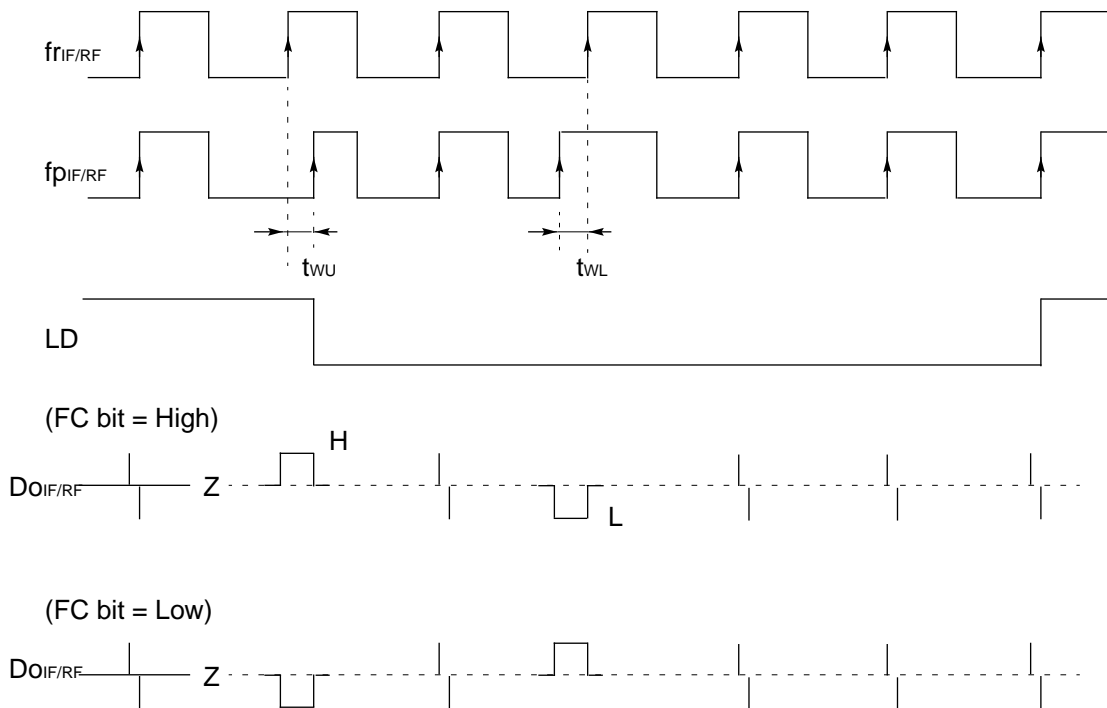 frIF/RF
fpIF/RF
tWU
tWL
LD
(FC bit = High)
H
DoIF/RF
Z
L
(FC bit = Low)
DoIF/RF
Z